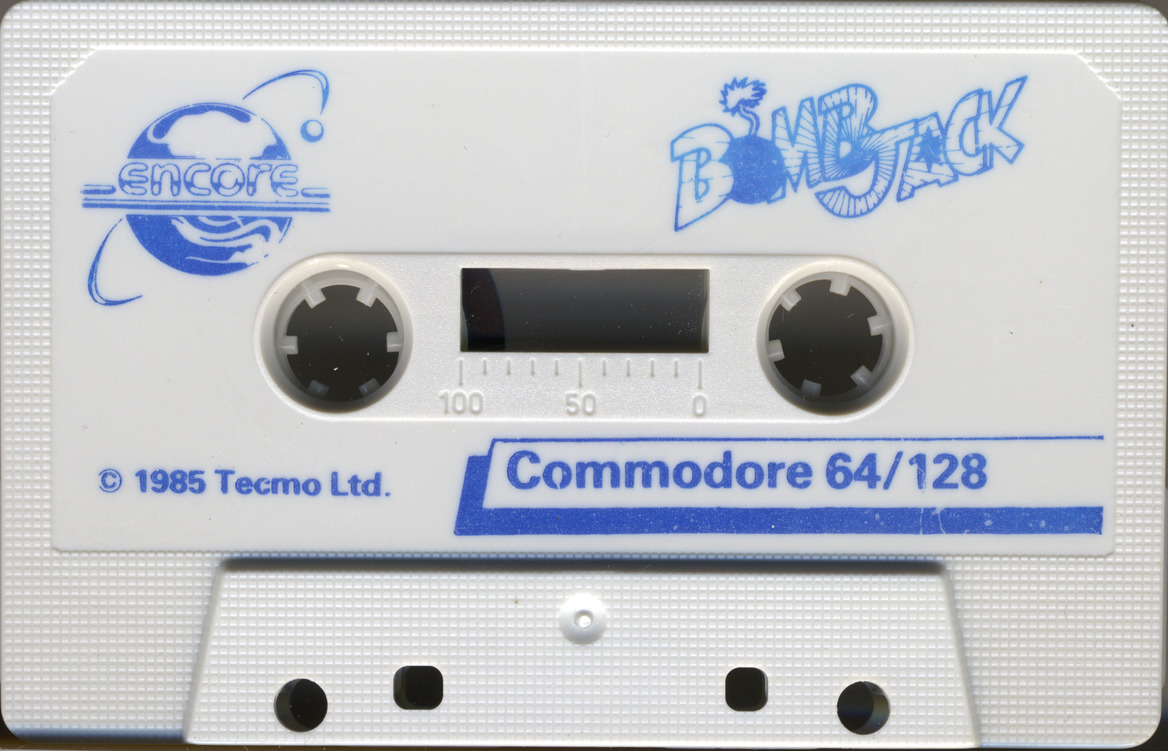 encore
BOMBJACK
100 50 0
© 1985 Tecmo Ltd.
Commodore 64/128